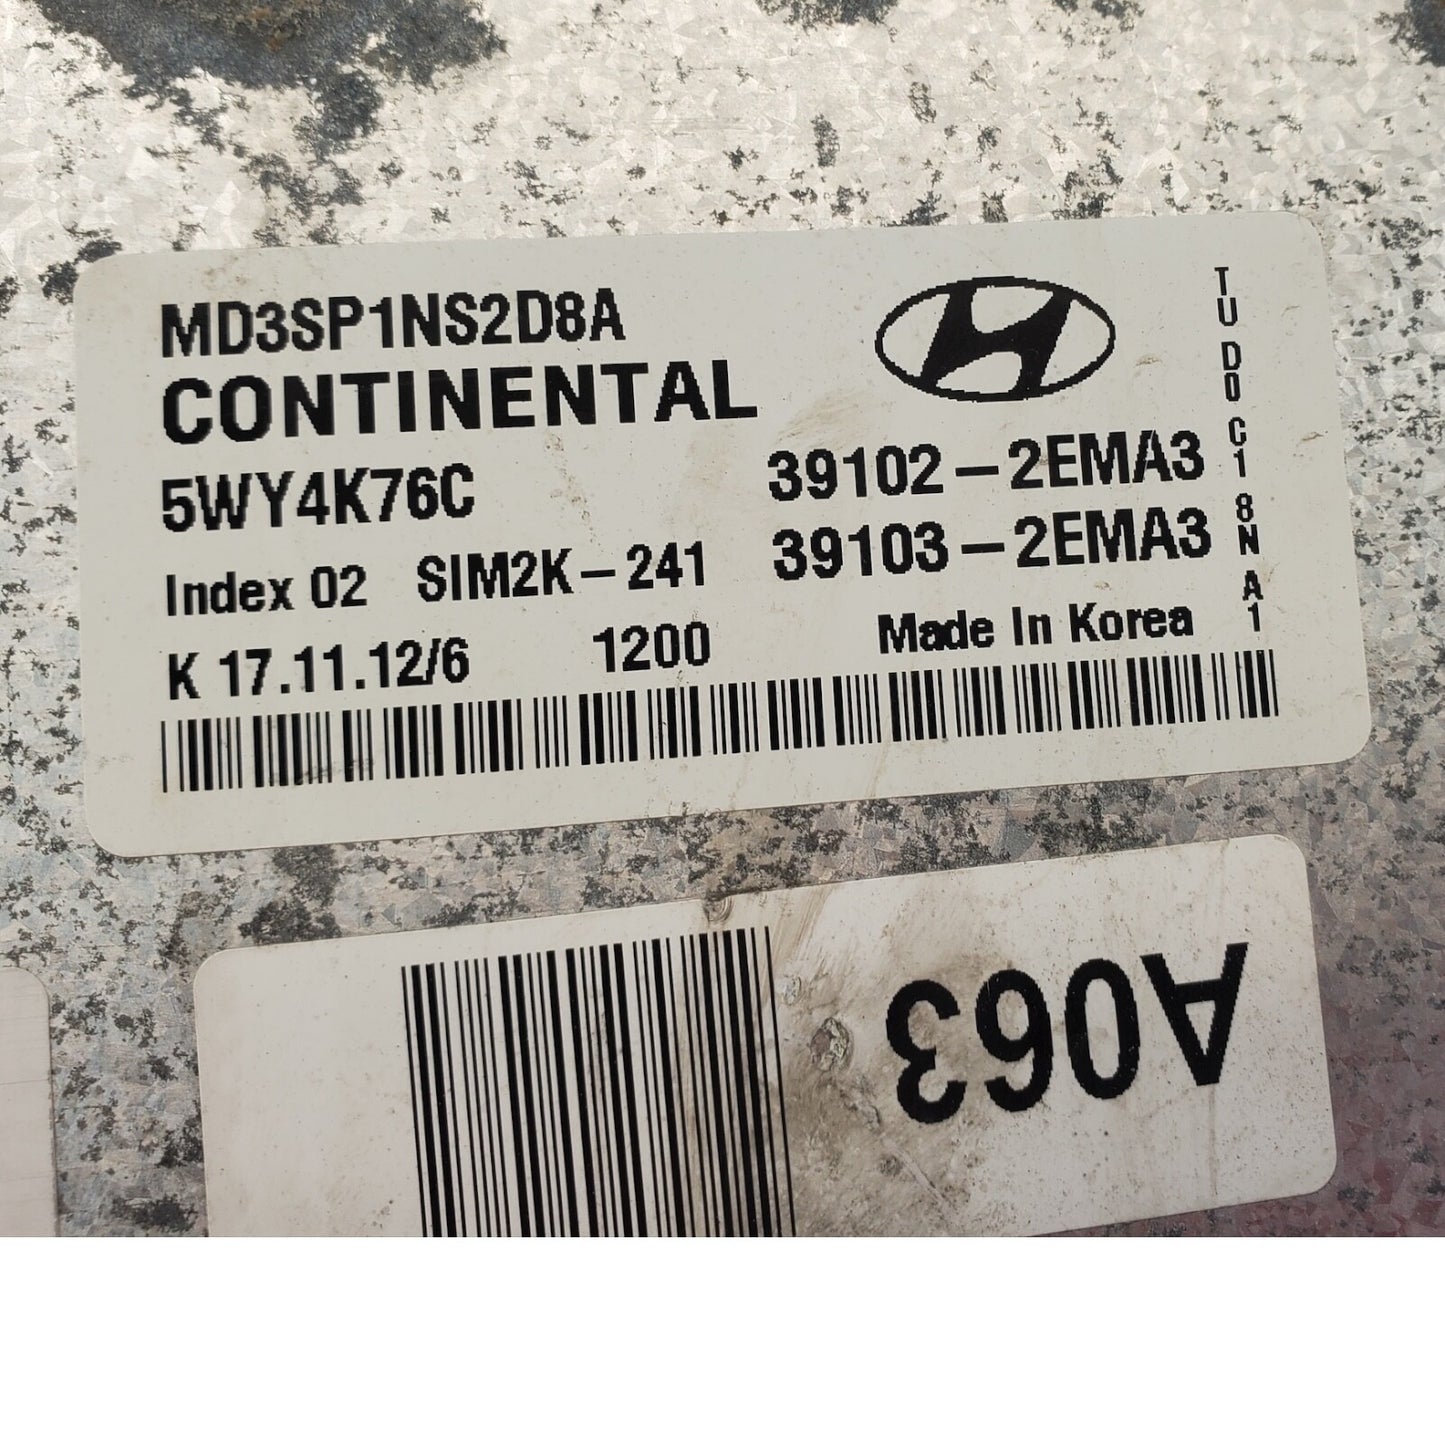 MD3SP1NS2D8A
CONTINENTAL
5WY4K76C
39102-2EMA3
39103-2EMA3
Index 02 SIM2K-241
K 17.11.12/6 1200 Made In Korea
TU D0 C1 8N A1
A063